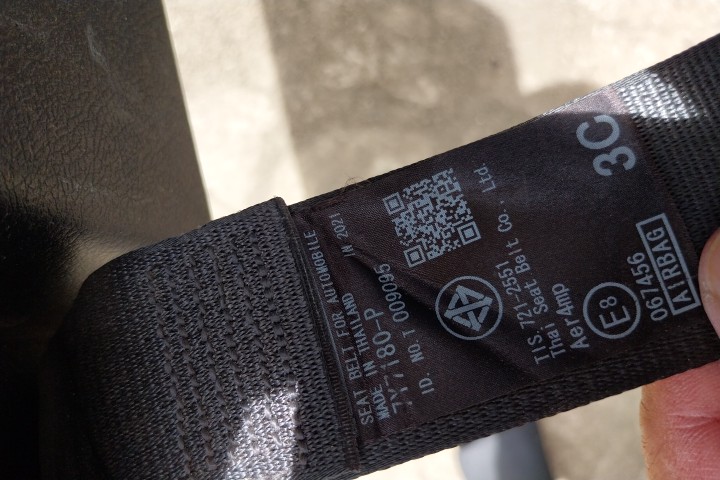 SEAT BELT FOR AUTOMOBILE
MADE IN THAILAND IN 2021
7Y7180-P
ID. NO.T 009095
TIS.721-2551
Thai Seat Belt Co., Ltd.
Aer4mp
3C
E8
067456
AIRBAG